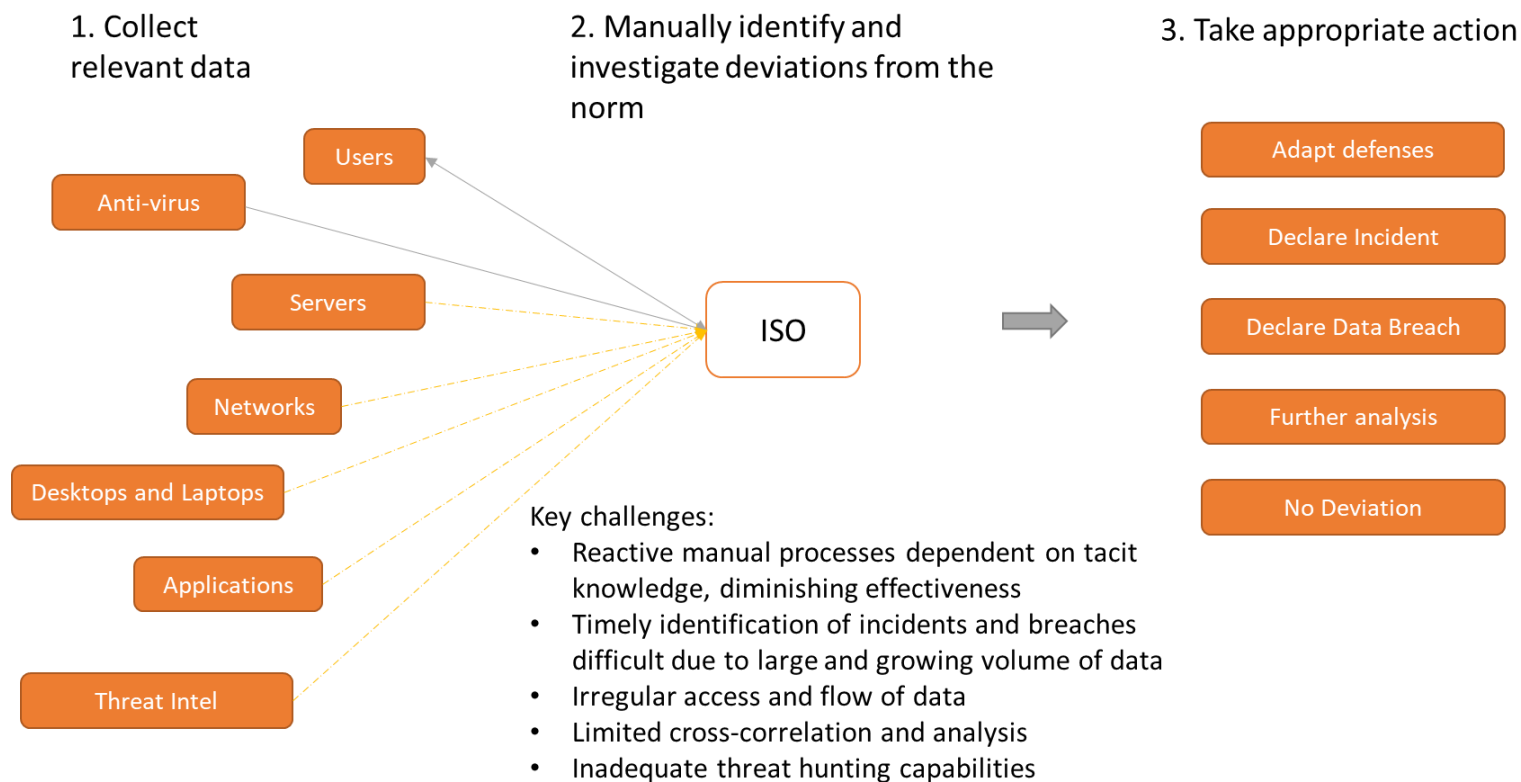 1. Collect
relevant data
2. Manually identify and
investigate deviations from the
norm
3. Take appropriate action
Users
Anti-virus
Servers
Networks
Desktops and Laptops
Applications
Threat Intel
ISO
Adapt defenses
Declare Incident
Declare Data Breach
Further analysis
No Deviation
Key challenges:
• Reactive manual processes dependent on tacit
knowledge, diminishing effectiveness
• Timely identification of incidents and breaches
difficult due to large and growing volume of data
• Irregular access and flow of data
• Limited cross-correlation and analysis
• Inadequate threat hunting capabilities